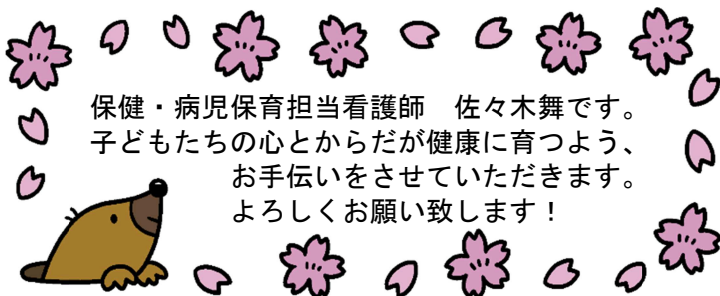 保健・病児保育担当看護師　佐々木舞です。
子どもたちの心とからだが健康に育つよう、
お手伝いをさせていただきます。
よろしくお願い致します！